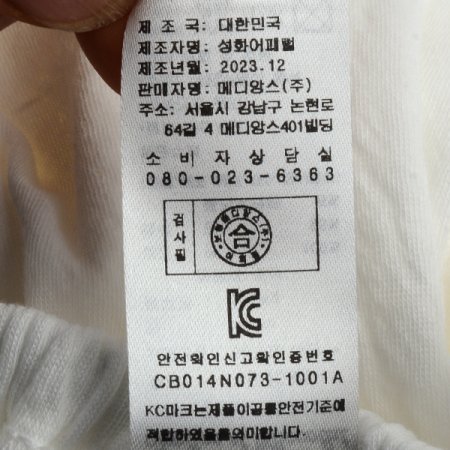 제 조 국: 대한민국
제조자명: 성화어패럴
제조년월: 2023.12
판매자명: 메디앙스(주)
주소: 서울시 강남구 논현로
64길 4 메디앙스401빌딩
소 비 자 상 담 실
080-023-6363
검사필
合
안전확인신고확인증번호
CB014N073-1001A
KC마크는제품이공통안전기준에
적합하였음을의미합니다.